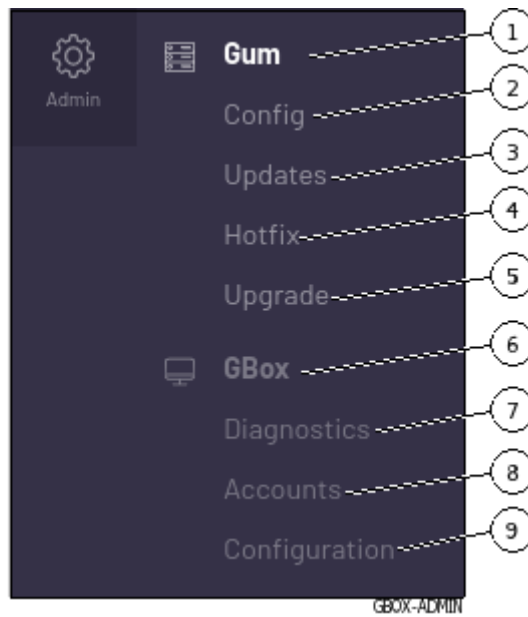 Gum
1
Admin
Config
2
Updates
3
Hotfix
4
Upgrade
5
GBox
6
Diagnostics
7
Accounts
8
Configuration
9
GBOX-ADMIN